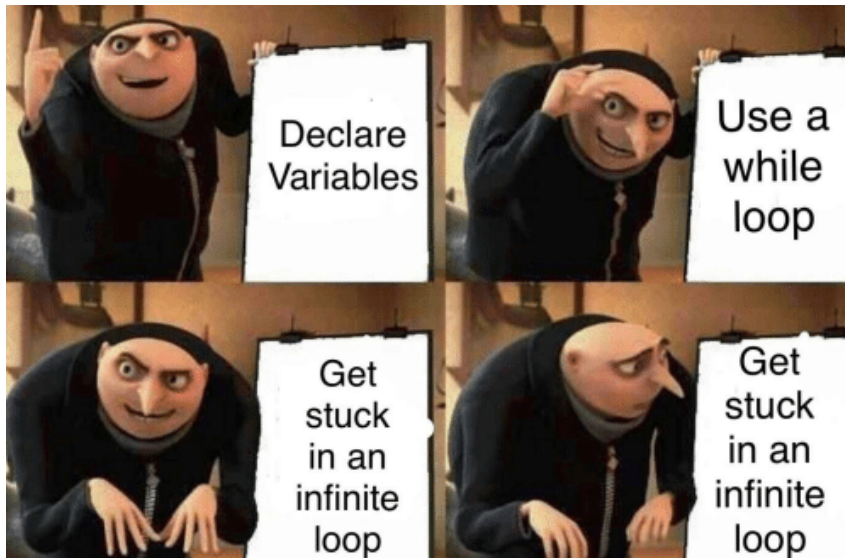 Declare
Variables
Use a
while
loop
Get
stuck
in an
infinite
loop
Get
stuck
in an
infinite
loop